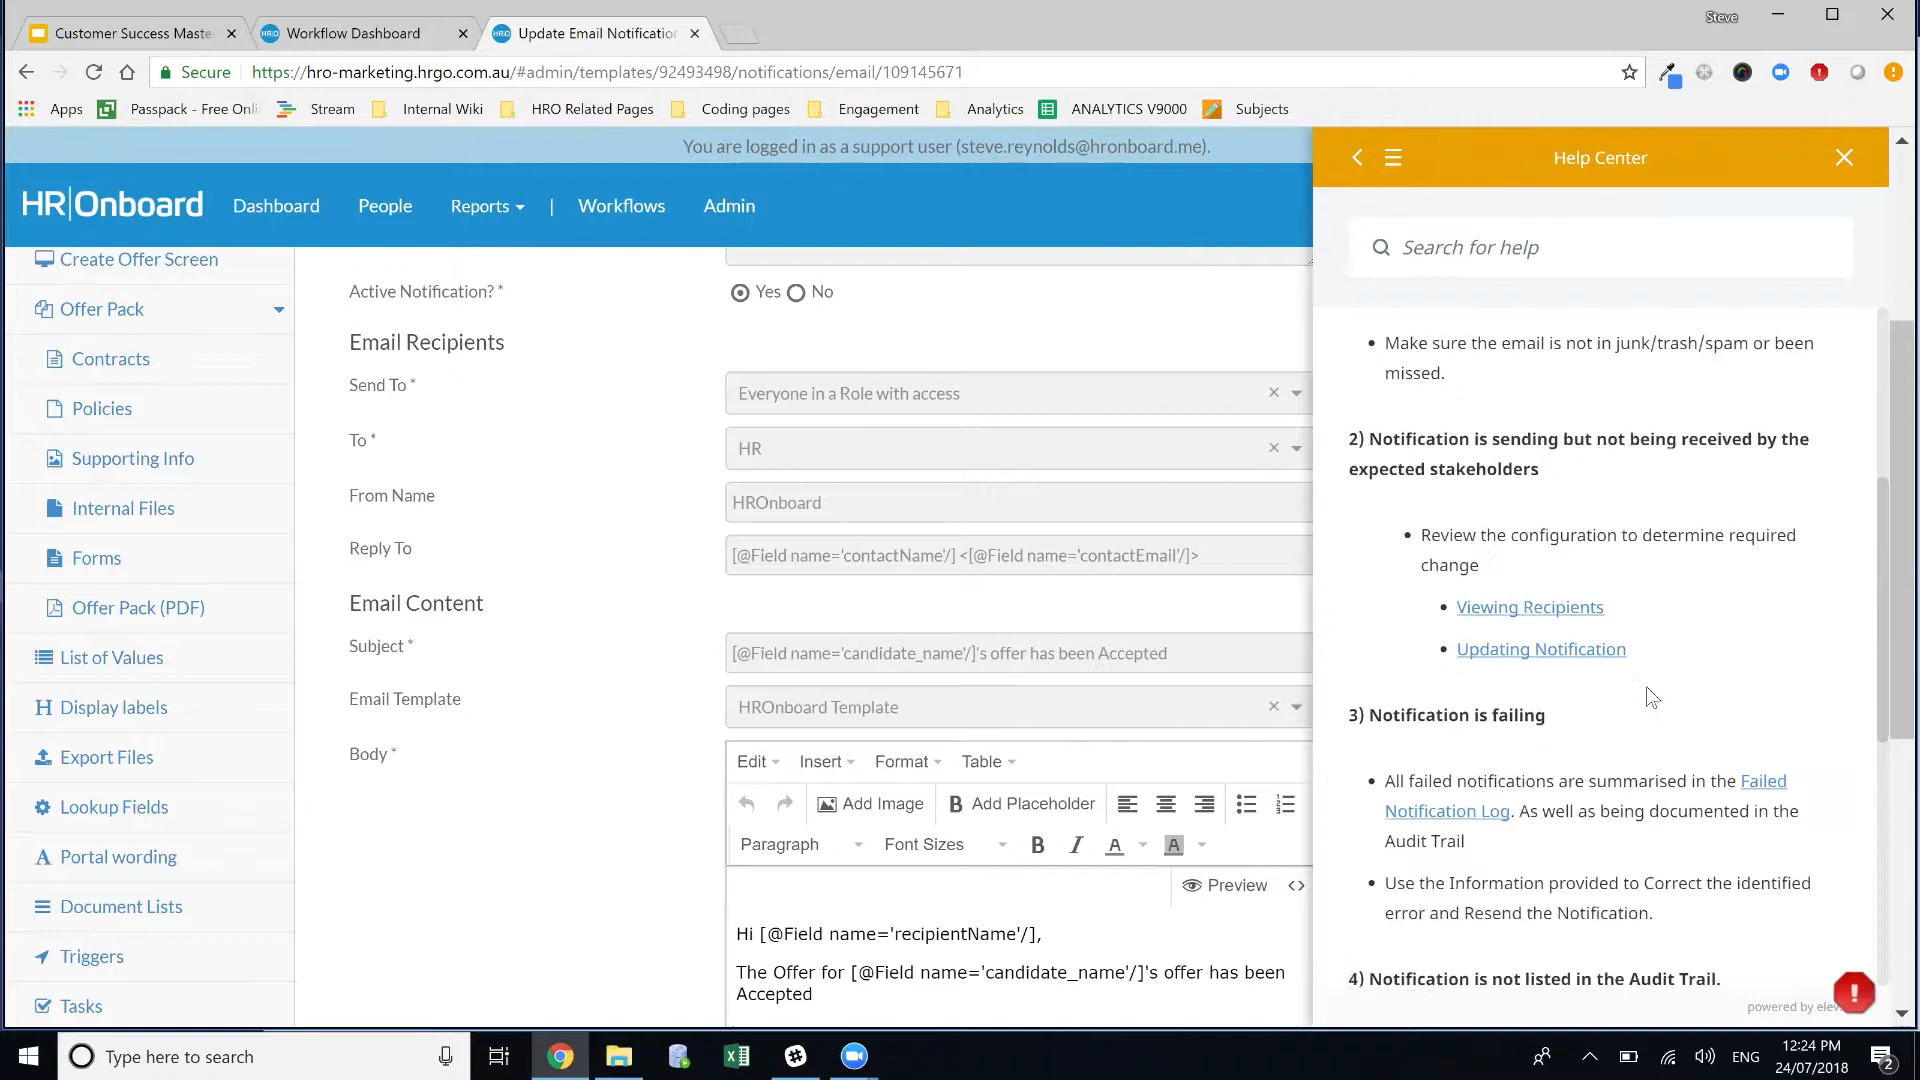 Steve
Customer Success Maste
Workflow Dashboard
Update Email Notification
Secure
https://hro-marketing.hrgo.com.au/#admin/templates/92493498/notifications/email/109145671
Apps
Passpack - Free Onli
Stream
Internal Wiki
HRO Related Pages
Coding pages
Engagement
Analytics
ANALYTICS V9000
Subjects
You are logged in as a support user (steve.reynolds@hronboard.me).
HR|Onboard
Dashboard
People
Reports
|
Workflows
Admin
Create Offer Screen
Offer Pack
Contracts
Policies
Supporting Info
Internal Files
Forms
Offer Pack (PDF)
List of Values
Display labels
Export Files
Lookup Fields
Portal wording
Document Lists
Triggers
Tasks
Active Notification? *
Yes
No
Email Recipients
Send To *
Everyone in a Role with access
To *
HR
From Name
HROnboard
Reply To
[@Field name='contactName'/] <[@Field name='contactEmail'/]>
Email Content
Subject *
[@Field name='candidate_name'/]'s offer has been Accepted
Email Template
HROnboard Template
Body *
Edit
Insert
Format
Table
Add Image
B Add Placeholder
Paragraph
Font Sizes
B
I
A
A
Preview
Hi [@Field name='recipientName'/],
The Offer for [@Field name='candidate_name'/]'s offer has been
Accepted
Help Center
Search for help
Make sure the email is not in junk/trash/spam or been
missed.
2) Notification is sending but not being received by the
expected stakeholders
Review the configuration to determine required
change
Viewing Recipients
Updating Notification
3) Notification is failing
All failed notifications are summarised in the Failed
Notification Log. As well as being documented in the
Audit Trail
Use the Information provided to Correct the identified
error and Resend the Notification.
4) Notification is not listed in the Audit Trail.
powered by elev
Type here to search
ENG
12:24 PM
24/07/2018
2